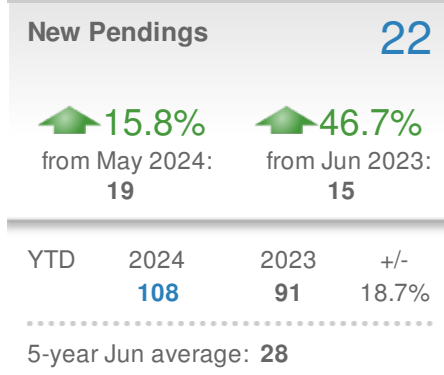 New Pendings 22
15.8% 46.7%
from May 2024: from Jun 2023:
19 15
YTD 2024 2023 +/-
108 91 18.7%
5-year Jun average: 28